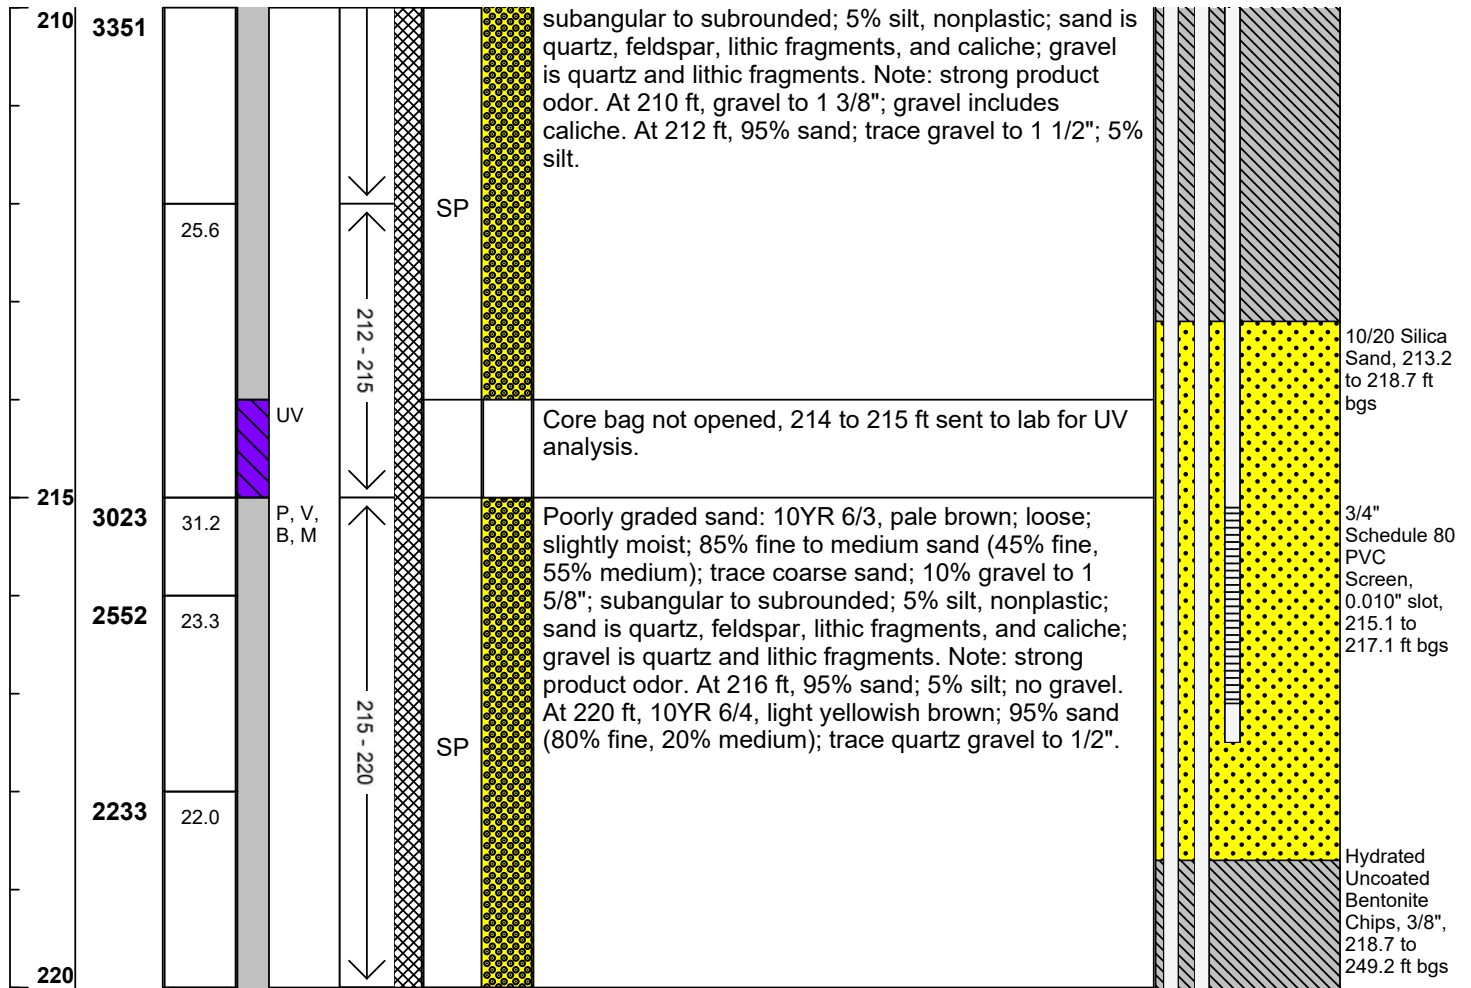 210
3351
subangular to subrounded; 5% silt, nonplastic; sand is
quartz, feldspar, lithic fragments, and caliche; gravel
is quartz and lithic fragments. Note: strong product
odor. At 210 ft, gravel to 1 3/8"; gravel includes
caliche. At 212 ft, 95% sand; trace gravel to 1 1/2"; 5%
silt.
SP
25.6
212 - 215
10/20 Silica
Sand, 213.2
to 218.7 ft
bgs
UV
Core bag not opened, 214 to 215 ft sent to lab for UV
analysis.
215
3023
31.2
P, V,
B, M
Poorly graded sand: 10YR 6/3, pale brown; loose;
slightly moist; 85% fine to medium sand (45% fine,
55% medium); trace coarse sand; 10% gravel to 1
5/8"; subangular to subrounded; 5% silt, nonplastic;
sand is quartz, feldspar, lithic fragments, and caliche;
gravel is quartz and lithic fragments. Note: strong
product odor. At 216 ft, 95% sand; 5% silt; no gravel.
At 220 ft, 10YR 6/4, light yellowish brown; 95% sand
(80% fine, 20% medium); trace quartz gravel to 1/2".
3/4"
Schedule 80
PVC
Screen,
0.010" slot,
215.1 to
217.1 ft bgs
2552
23.3
215 - 220
SP
2233
22.0
Hydrated
Uncoated
Bentonite
Chips, 3/8",
218.7 to
249.2 ft bgs
220